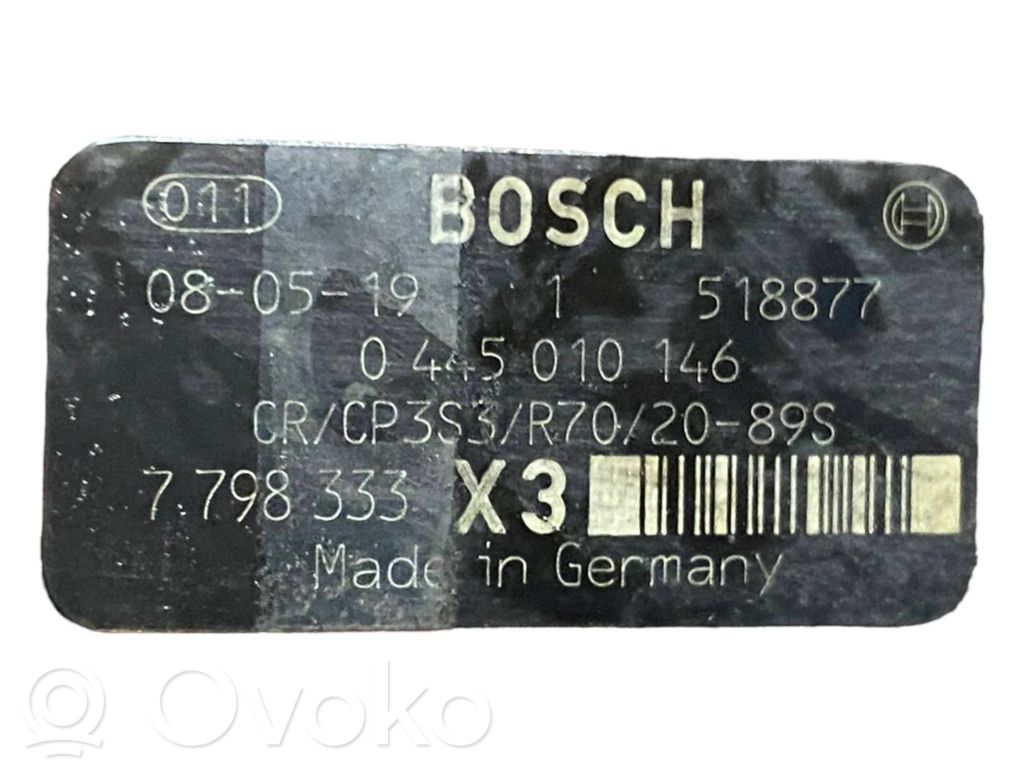 011 BOSCH
08-05-19 1 518877
0 445 010 146
CR/CP3S3/R70/20-89S
7 798 333 X3
Made in Germany
Ovoko